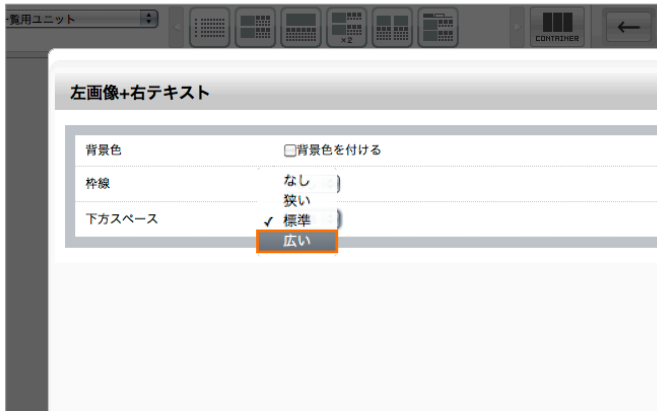 覧用ユニット
×2
CONTAINER
左画像+右テキスト
背景色
背景色を付ける
枠線
なし
狭い
下方スペース
✓ 標準
広い